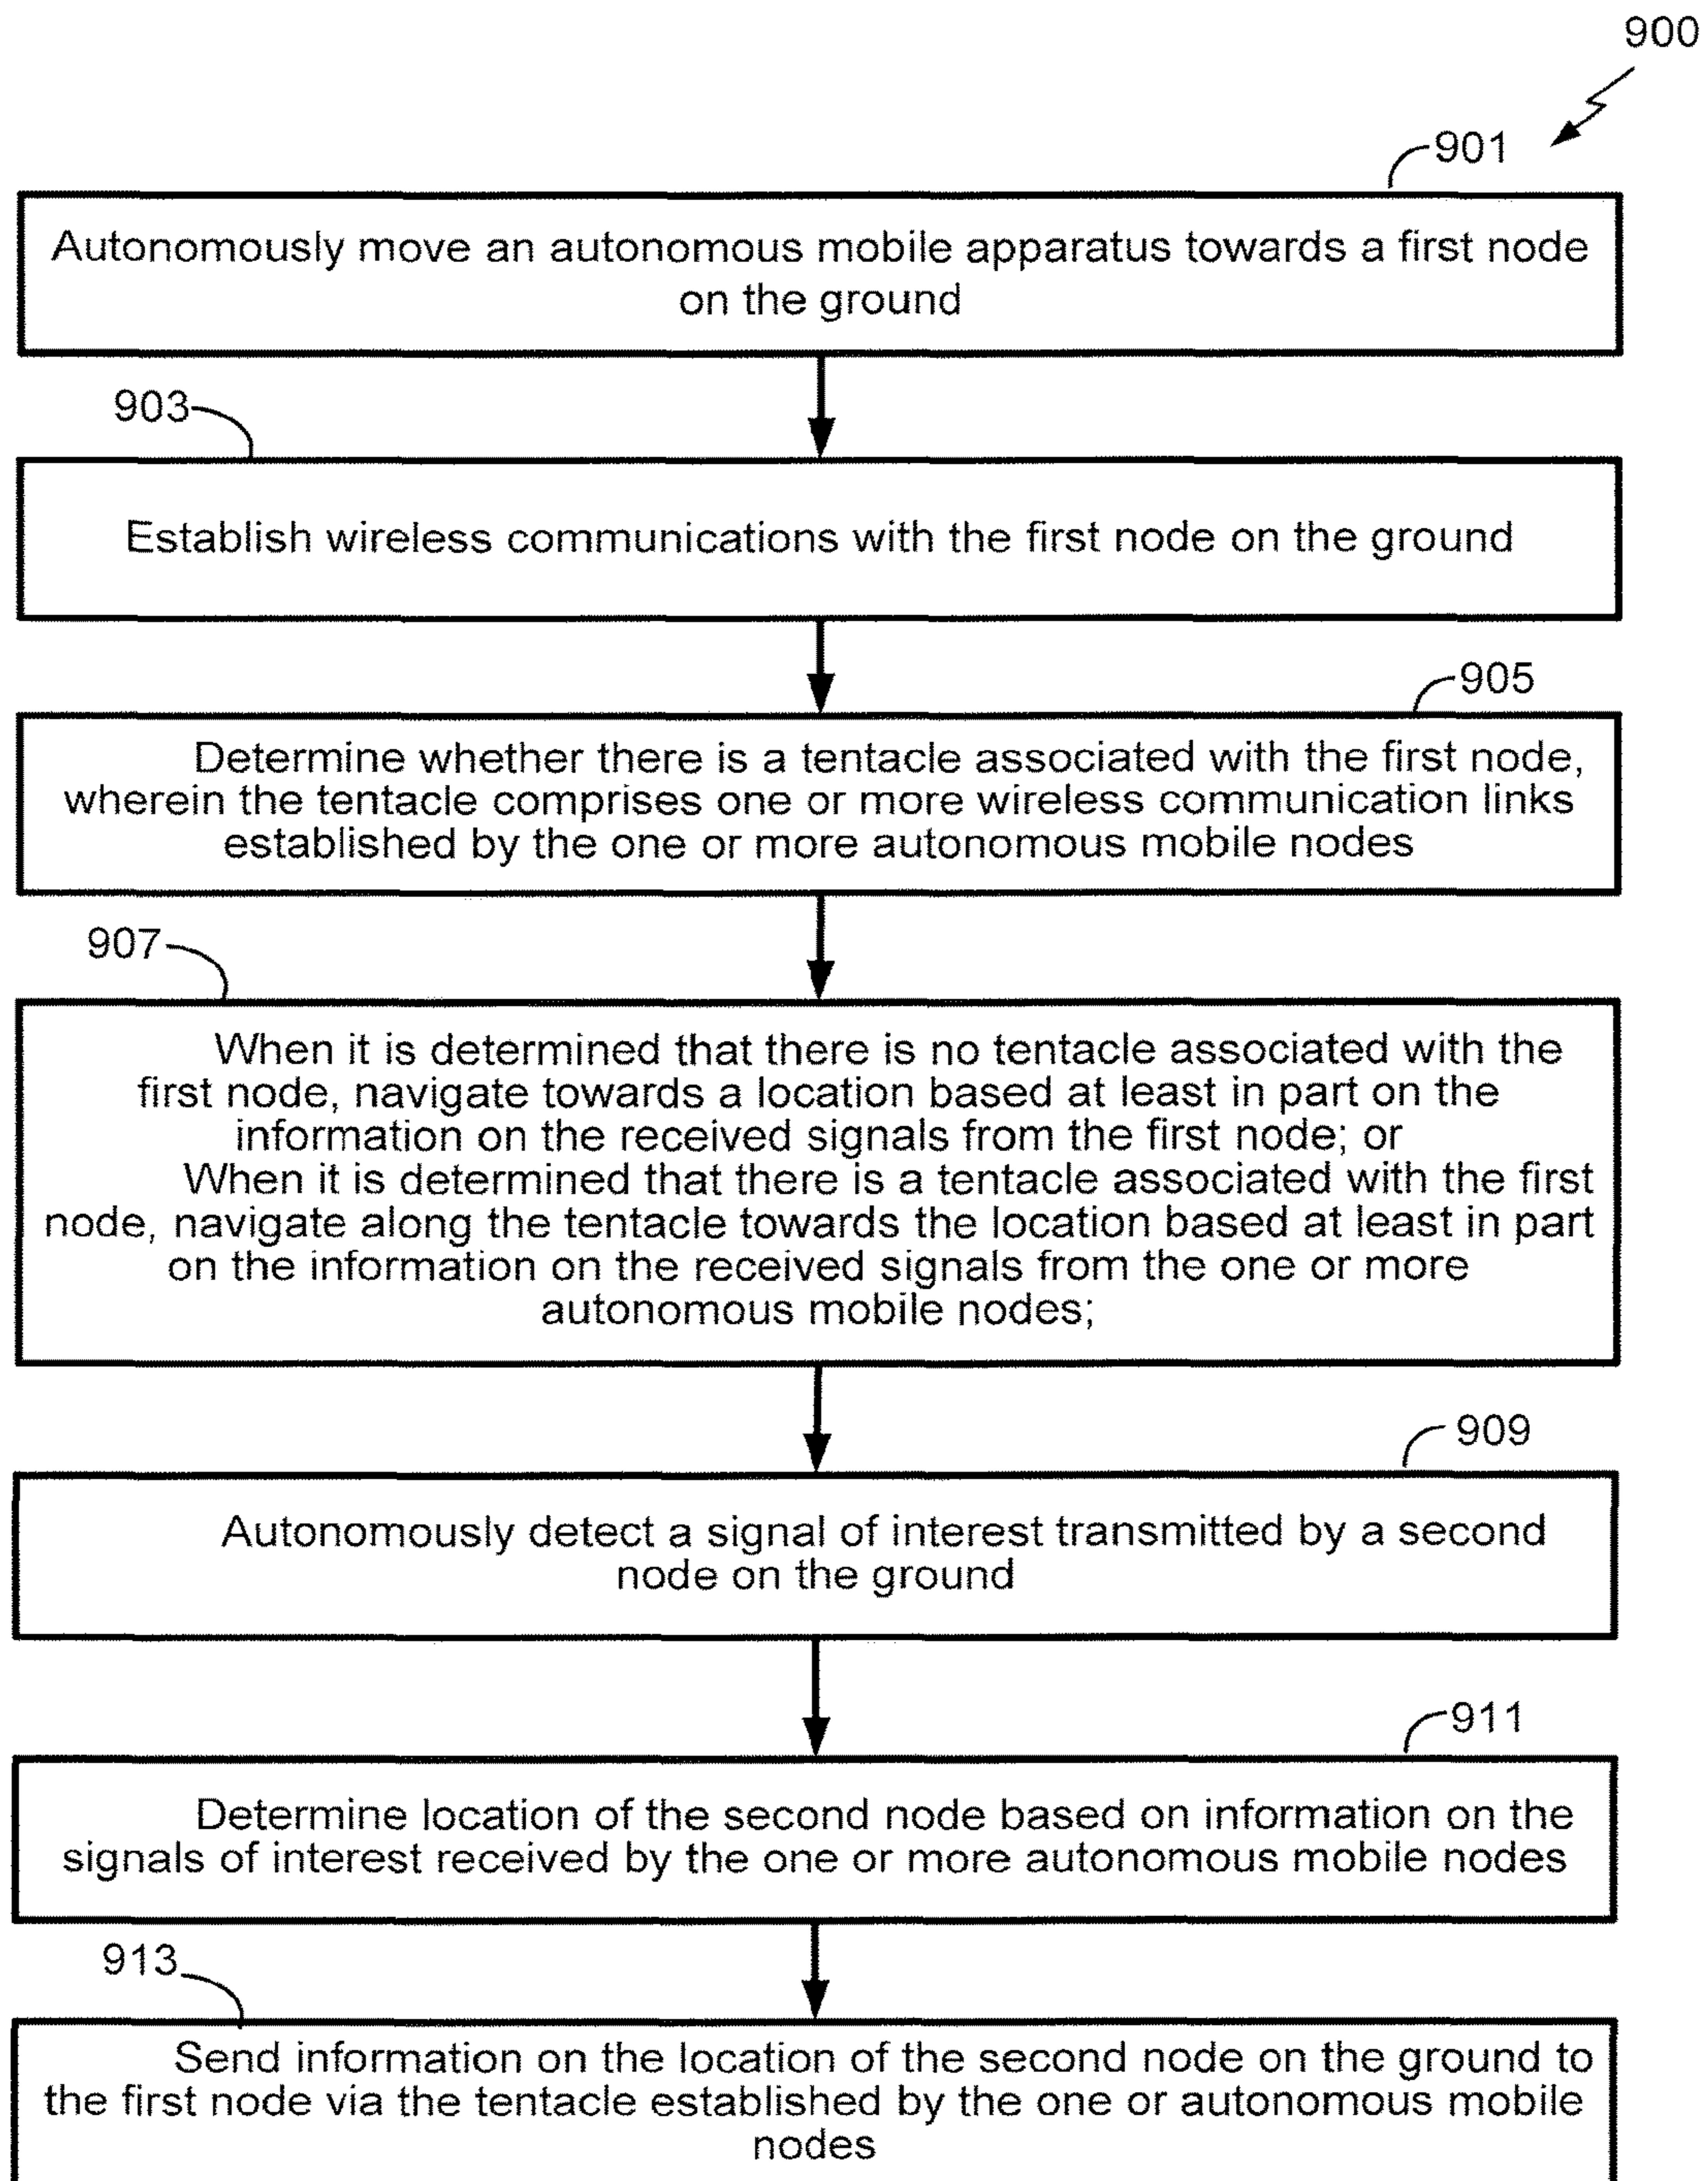 900
901
Autonomously move an autonomous mobile apparatus towards a first node
on the ground
903
Establish wireless communications with the first node on the ground
905
Determine whether there is a tentacle associated with the first node,
wherein the tentacle comprises one or more wireless communication links
established by the one or more autonomous mobile nodes
907
When it is determined that there is no tentacle associated with the
first node, navigate towards a location based at least in part on the
information on the received signals from the first node; or
When it is determined that there is a tentacle associated with the first
node, navigate along the tentacle towards the location based at least in part
on the information on the received signals from the one or more
autonomous mobile nodes;
909
Autonomously detect a signal of interest transmitted by a second
node on the ground
911
Determine location of the second node based on information on the
signals of interest received by the one or more autonomous mobile nodes
913
Send information on the location of the second node on the ground to
the first node via the tentacle established by the one or autonomous mobile
nodes